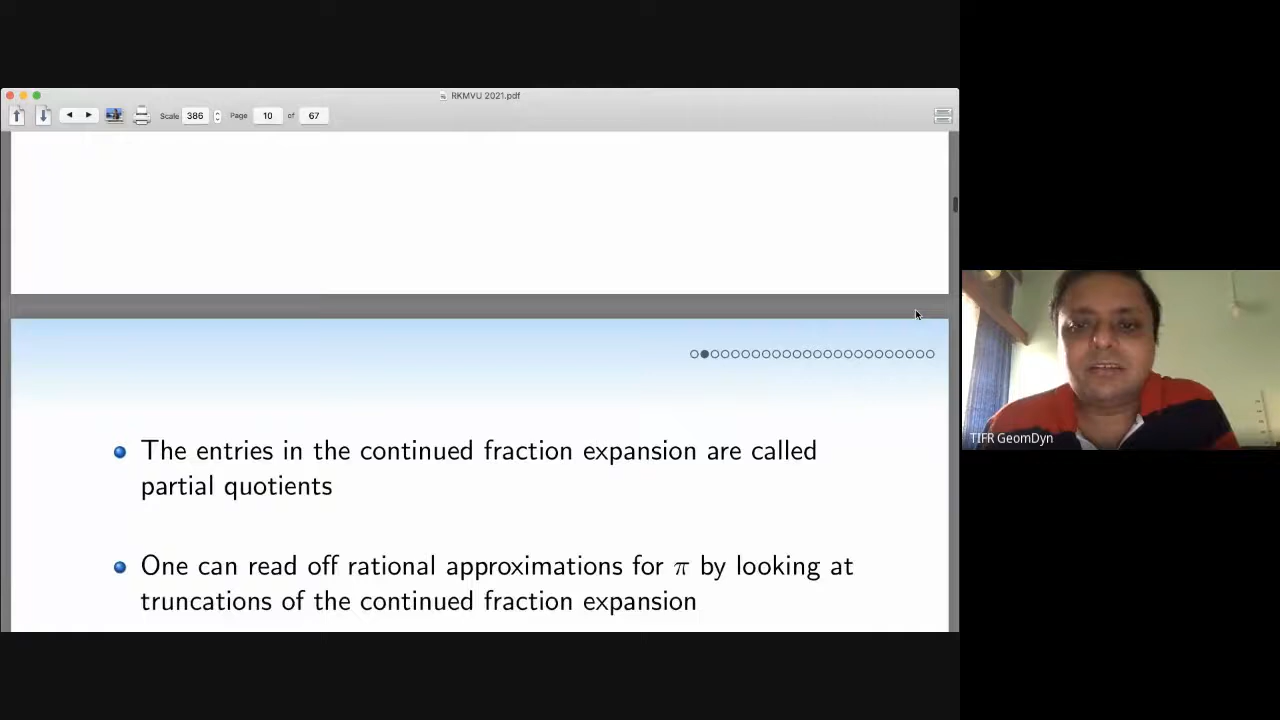 RKMVU 2021.pdf
Scale 386 Page 10 of 67
The entries in the continued fraction expansion are called
partial quotients
One can read off rational approximations for π by looking at
truncations of the continued fraction expansion
TIFR GeomDyn